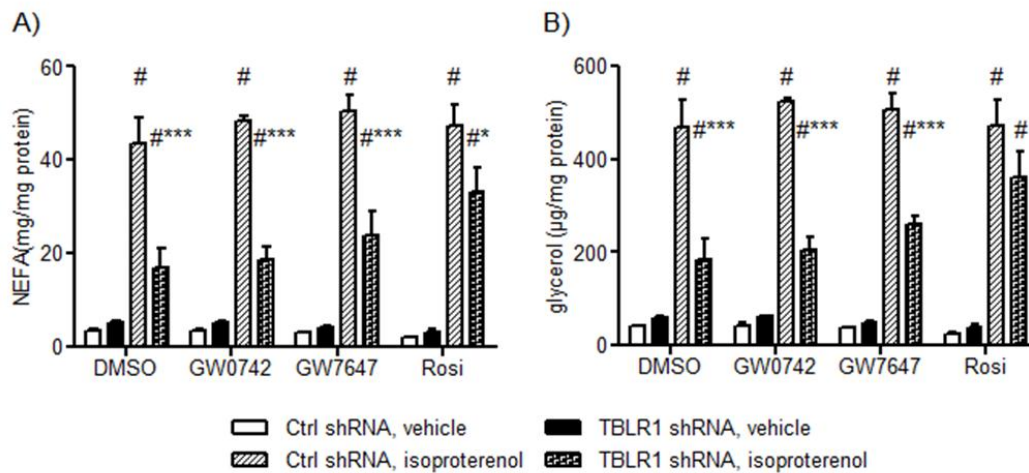 A)
B)
NEFA(mg/mg protein)
60
40
20
0
# # # #
#*** #*** #*** #*
DMSO GW0742 GW7647 Rosi
glycerol (µg/mg protein)
600
400
200
0
# # # #
#*** #*** #*** #
DMSO GW0742 GW7647 Rosi
Ctrl shRNA, vehicle
TBLR1 shRNA, vehicle
Ctrl shRNA, isoproterenol
TBLR1 shRNA, isoproterenol